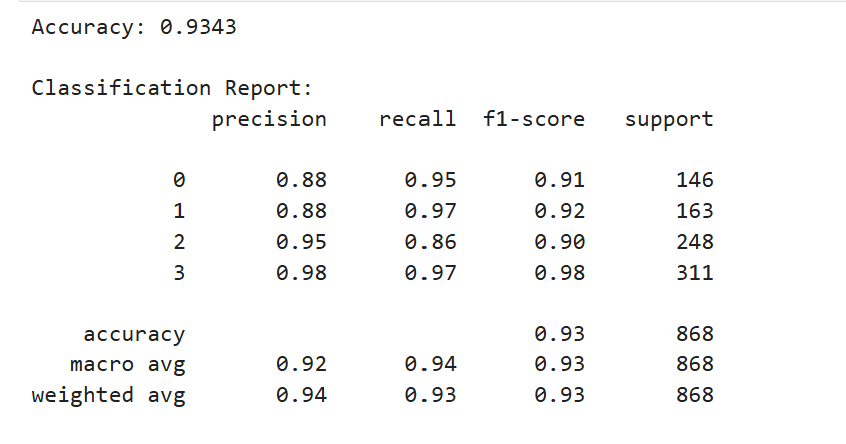 Accuracy: 0.9343
Classification Report:
precision recall f1-score support
0 0.88 0.95 0.91 146
1 0.88 0.97 0.92 163
2 0.95 0.86 0.90 248
3 0.98 0.97 0.98 311
accuracy 0.93 868
macro avg 0.92 0.94 0.93 868
weighted avg 0.94 0.93 0.93 868